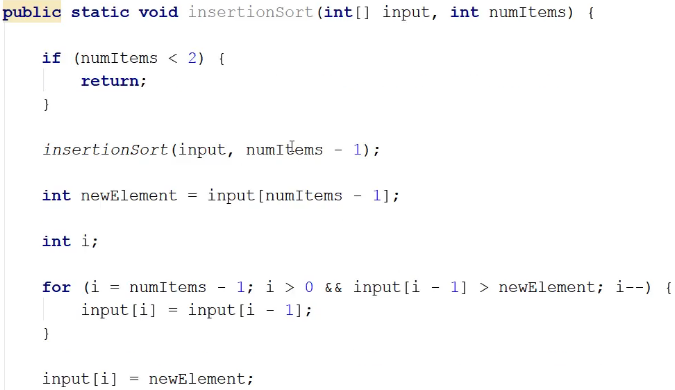 public static void insertionSort(int[] input, int numItems) {
if (numItems < 2) {
return;
}
insertionSort(input, numItems - 1);
int newElement = input[numItems - 1];
int i;
for (i = numItems - 1; i > 0 && input[i - 1] > newElement; i--) {
input[i] = input[i - 1];
}
input[i] = newElement;